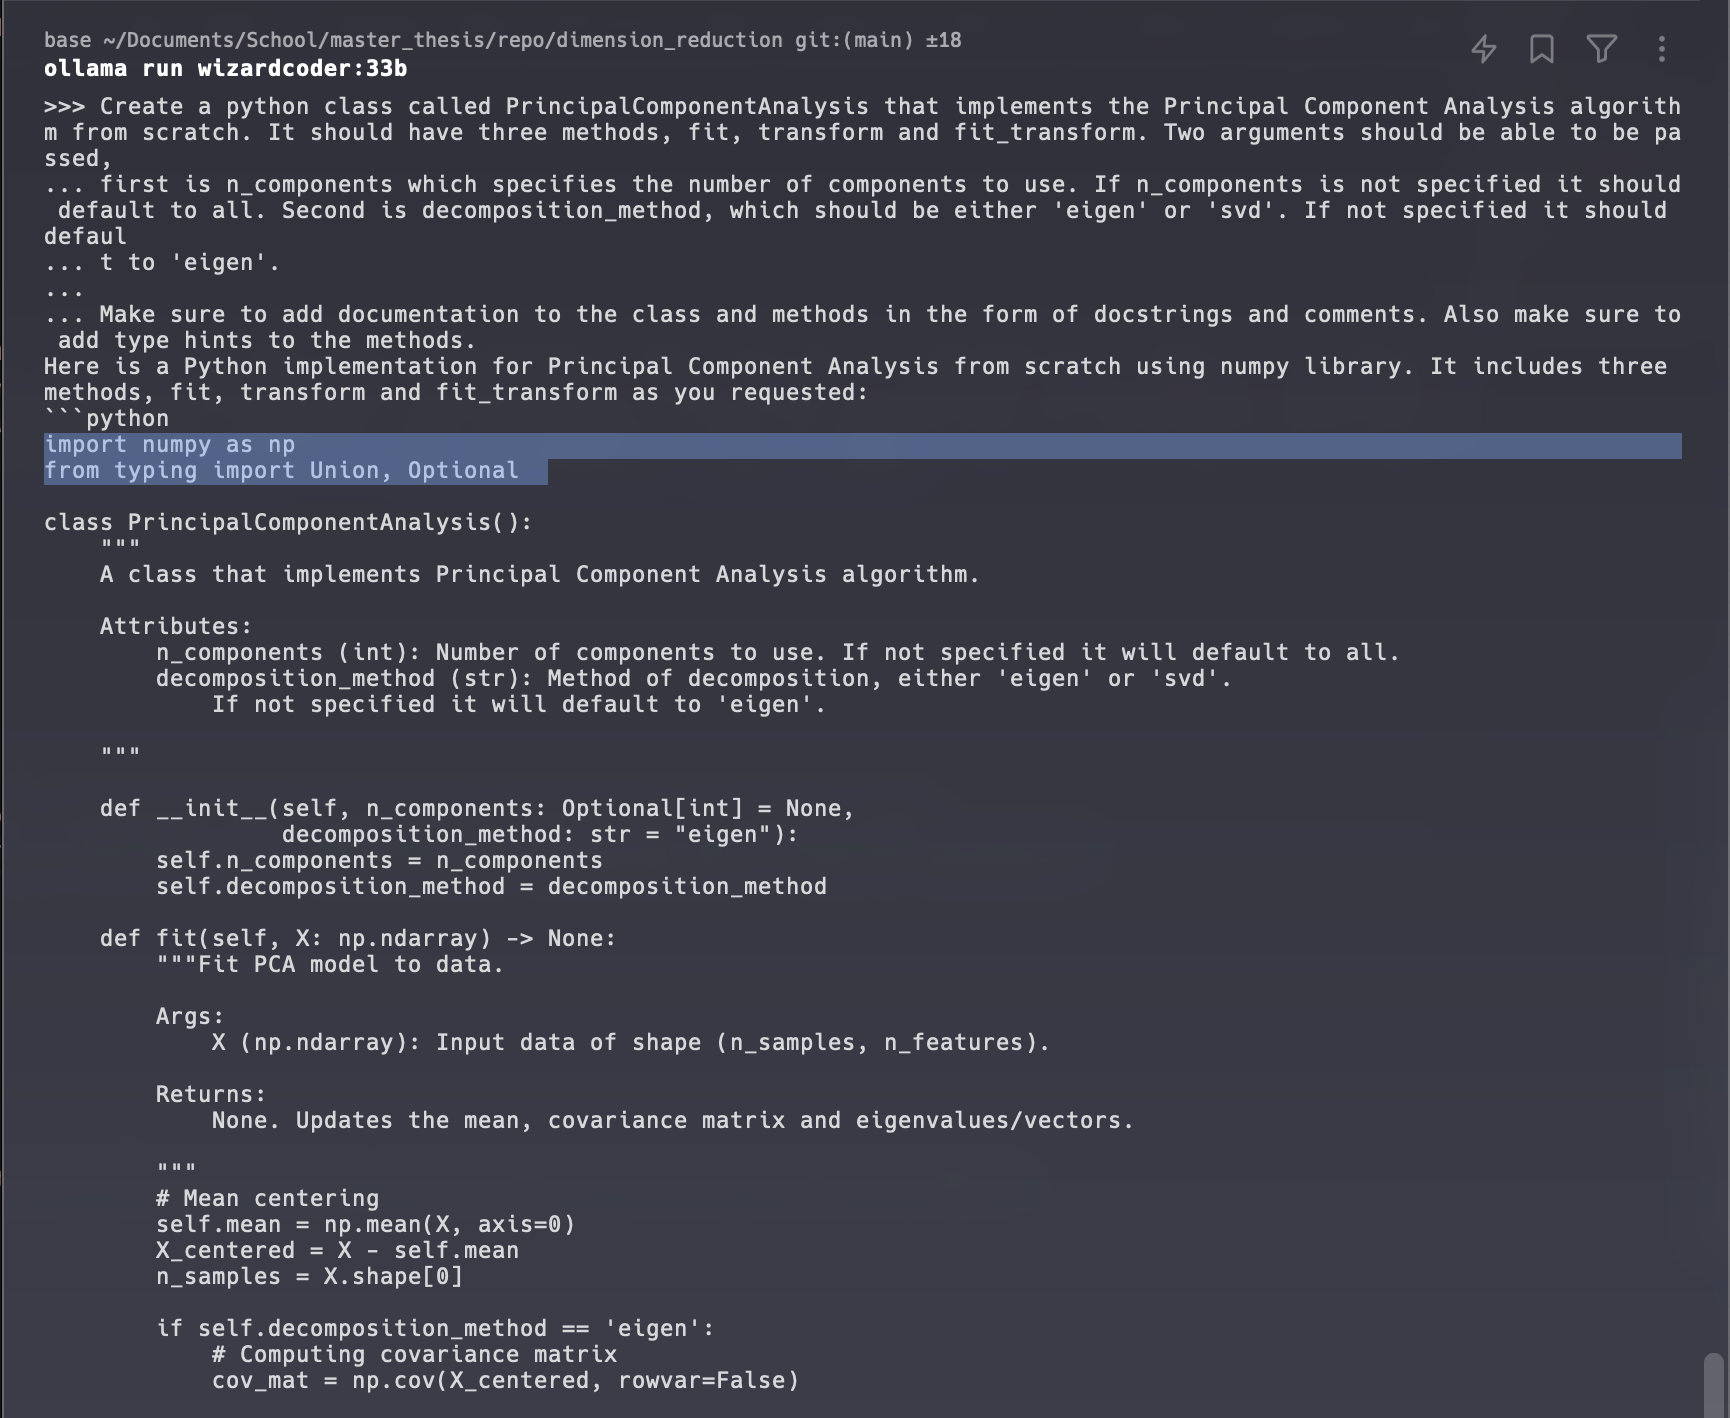 base ~/Documents/School/master_thesis/repo/dimension_reduction git:(main) ±18
ollama run wizardcoder:33b
>>> Create a python class called PrincipalComponentAnalysis that implements the Principal Component Analysis algorith
m from scratch. It should have three methods, fit, transform and fit_transform. Two arguments should be able to be pa
ssed,
... first is n_components which specifies the number of components to use. If n_components is not specified it should
 default to all. Second is decomposition_method, which should be either 'eigen' or 'svd'. If not specified it should
defaul
... t to 'eigen'.
...
... Make sure to add documentation to the class and methods in the form of docstrings and comments. Also make sure to
 add type hints to the methods.
Here is a Python implementation for Principal Component Analysis from scratch using numpy library. It includes three
methods, fit, transform and fit_transform as you requested:
```python
import numpy as np
from typing import Union, Optional

class PrincipalComponentAnalysis():
    """
    A class that implements Principal Component Analysis algorithm.

    Attributes:
        n_components (int): Number of components to use. If not specified it will default to all.
        decomposition_method (str): Method of decomposition, either 'eigen' or 'svd'.
            If not specified it will default to 'eigen'.

    """

    def __init__(self, n_components: Optional[int] = None,
                 decomposition_method: str = "eigen"):
        self.n_components = n_components
        self.decomposition_method = decomposition_method

    def fit(self, X: np.ndarray) -> None:
        """Fit PCA model to data.

        Args:
            X (np.ndarray): Input data of shape (n_samples, n_features).

        Returns:
            None. Updates the mean, covariance matrix and eigenvalues/vectors.

        """
        # Mean centering
        self.mean = np.mean(X, axis=0)
        X_centered = X - self.mean
        n_samples = X.shape[0]

        if self.decomposition_method == 'eigen':
            # Computing covariance matrix
            cov_mat = np.cov(X_centered, rowvar=False)